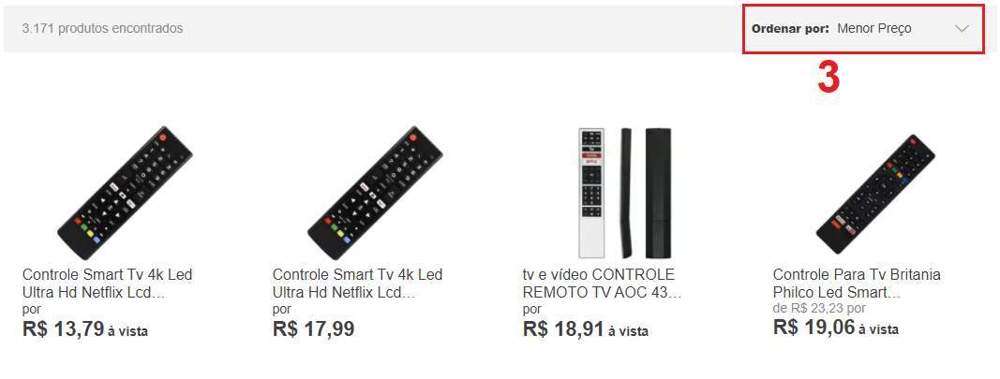 3.171 produtos encontrados
Ordenar por: Menor Preço
3
Controle Smart Tv 4k Led
Ultra Hd Netflix Lcd...
por
R$ 13,79 à vista
Controle Smart Tv 4k Led
Ultra Hd Netflix Lcd...
por
R$ 17,99
tv e vídeo CONTROLE
REMOTO TV AOC 43...
por
R$ 18,91 à vista
Controle Para Tv Britania
Philco Led Smart...
de R$ 23,23 por
R$ 19,06 à vista